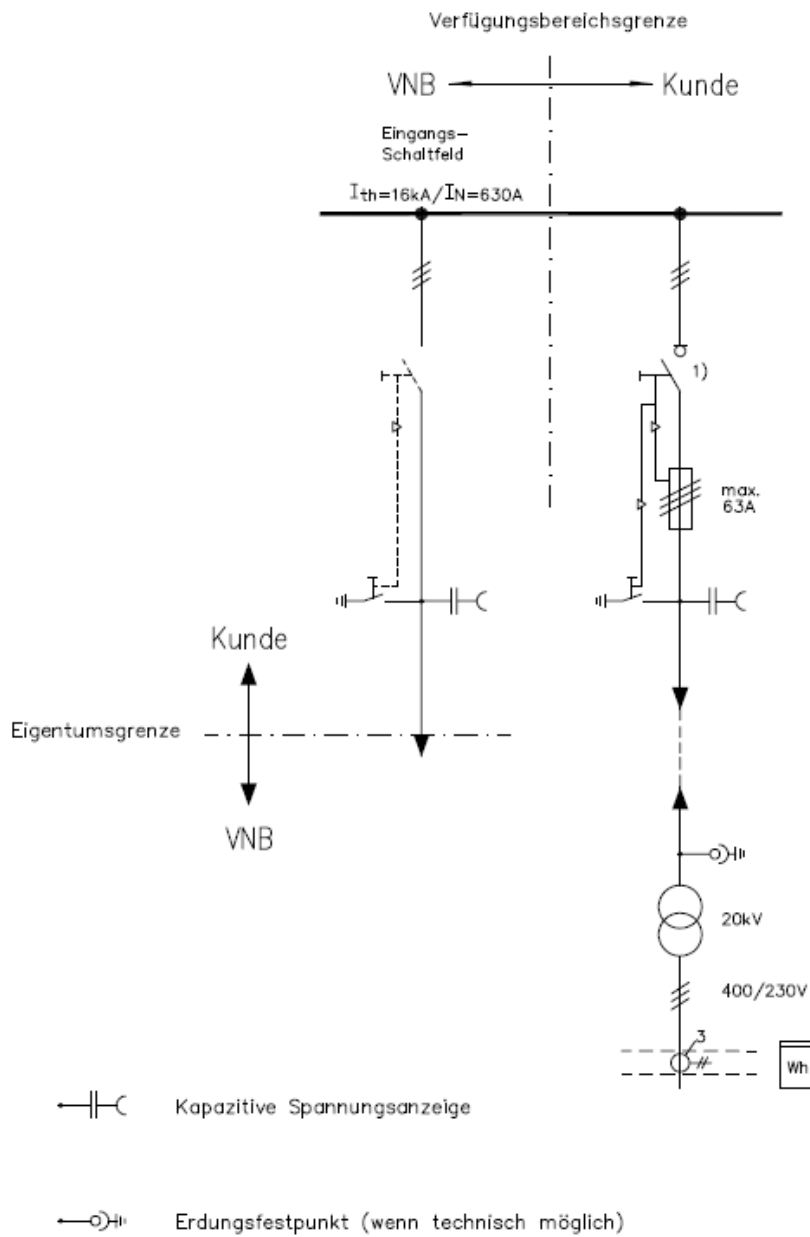 Verfügungsbereichsgrenze
VNB Kunde
Eingangs-
Schaltfeld
Ith=16kA/IN=630A
1)
max.
63A
Kunde
Eigentumsgrenze
VNB
20kV
400/230V
3
Wh
Kapazitive Spannungsanzeige
Erdungsfestpunkt (wenn technisch möglich)